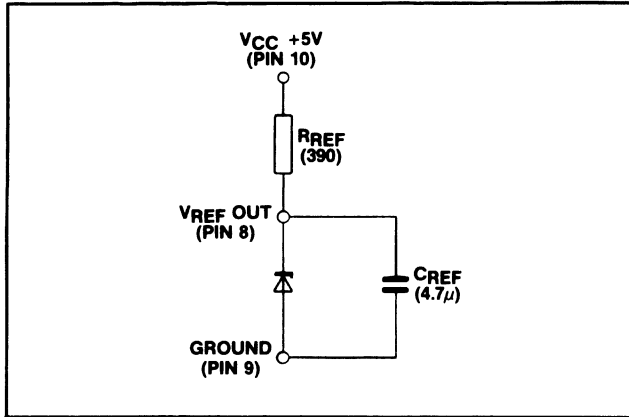 VCC +5V
(PIN 10)
RREF
(390)
VREF OUT
(PIN 8)
CREF
(4.7μ)
GROUND
(PIN 9)